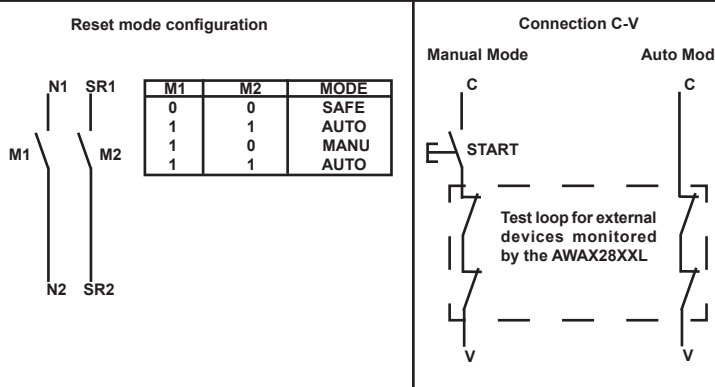 Reset mode configuration
N1 SR1
M1 M2
N2 SR2
M1 M2 MODE
0 0 SAFE
1 1 AUTO
1 0 MANU
1 1 AUTO
Connection C-V
Manual Mode Auto Mod
C C
START
Test loop for external
devices monitored
by the AWAX28XXL
V V